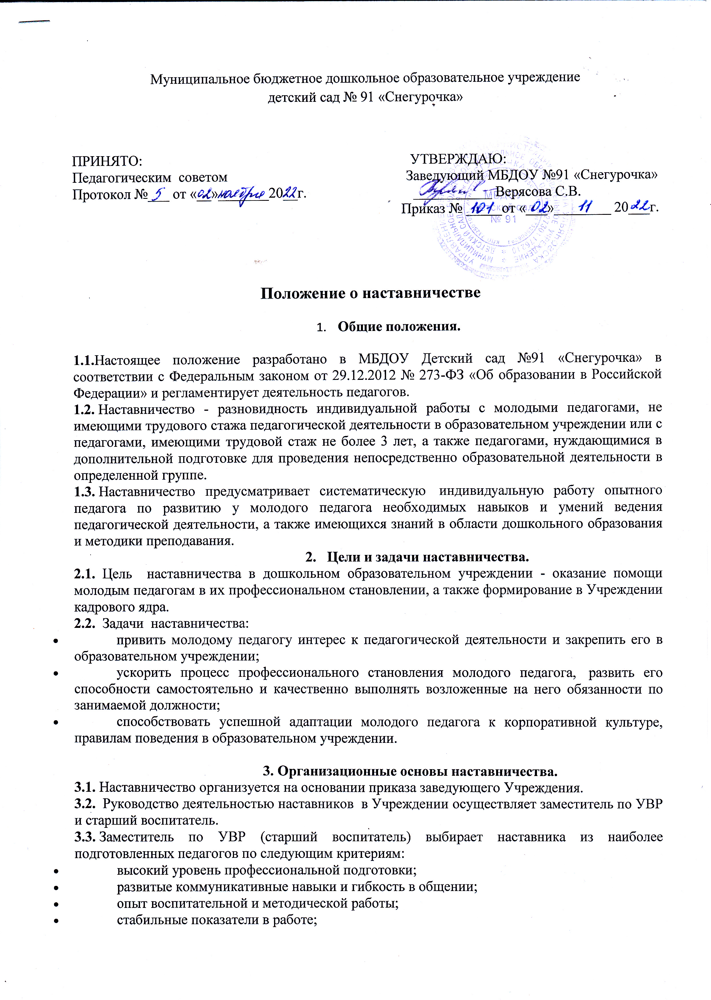 Муниципальное бюджетное дошкольное образовательное учреждение
детский сад № 91 «Снегурочка»
ПРИНЯТО:
Педагогическим советом
Протокол № 5 от «02» ноября 2022г.
УТВЕРЖДАЮ:
Заведующий МБДОУ №91 «Снегурочка»
Верясова С.В.
Приказ № 101 от «02» 11 2022г.
МБДОУ
детский сад
№ 91
Положение о наставничестве
1. Общие положения.
1.1.Настоящее положение разработано в МБДОУ Детский сад №91 «Снегурочка» в
соответствии с Федеральным законом от 29.12.2012 № 273-ФЗ «Об образовании в Российской
Федерации» и регламентирует деятельность педагогов.
1.2. Наставничество - разновидность индивидуальной работы с молодыми педагогами, не
имеющими трудового стажа педагогической деятельности в образовательном учреждении или с
педагогами, имеющими трудовой стаж не более 3 лет, а также педагогами, нуждающимися в
дополнительной подготовке для проведения непосредственно образовательной деятельности в
определенной группе.
1.3. Наставничество предусматривает систематическую индивидуальную работу опытного
педагога по развитию у молодого педагога необходимых навыков и умений ведения
педагогической деятельности, а также имеющихся знаний в области дошкольного образования
и методики преподавания.
2. Цели и задачи наставничества.
2.1. Цель наставничества в дошкольном образовательном учреждении - оказание помощи
молодым педагогам в их профессиональном становлении, а также формирование в Учреждении
кадрового ядра.
2.2. Задачи наставничества:
• привить молодому педагогу интерес к педагогической деятельности и закрепить его в
образовательном учреждении;
• ускорить процесс профессионального становления молодого педагога, развить его
способности самостоятельно и качественно выполнять возложенные на него обязанности по
занимаемой должности;
• способствовать успешной адаптации молодого педагога к корпоративной культуре,
правилам поведения в образовательном учреждении.
3. Организационные основы наставничества.
3.1. Наставничество организуется на основании приказа заведующего Учреждения.
3.2. Руководство деятельностью наставников в Учреждении осуществляет заместитель по УВР
и старший воспитатель.
3.3. Заместитель по УВР (старший воспитатель) выбирает наставника из наиболее
подготовленных педагогов по следующим критериям:
• высокий уровень профессиональной подготовки;
• развитые коммуникативные навыки и гибкость в общении;
• опыт воспитательной и методической работы;
• стабильные показатели в работе;